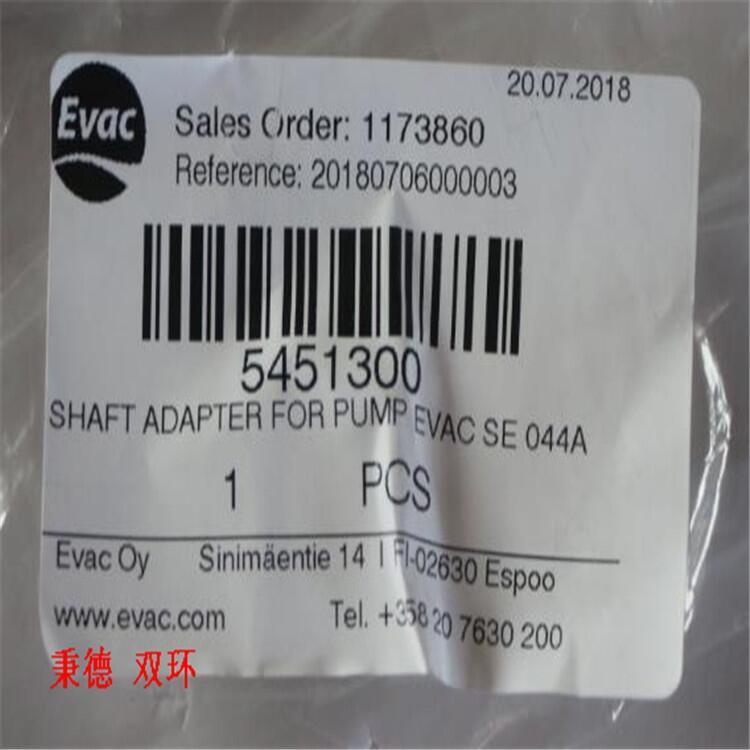 20.07.2018
Evac
Sales Order: 1173860
Reference: 20180706000003
5451300
SHAFT ADAPTER FOR PUMP EVAC SE 044A
1 PCS
Evac Oy Sinimäentie 14 | FI-02630 Espoo
www.evac.com Tel. +358 20 7630 200
秉德 双环